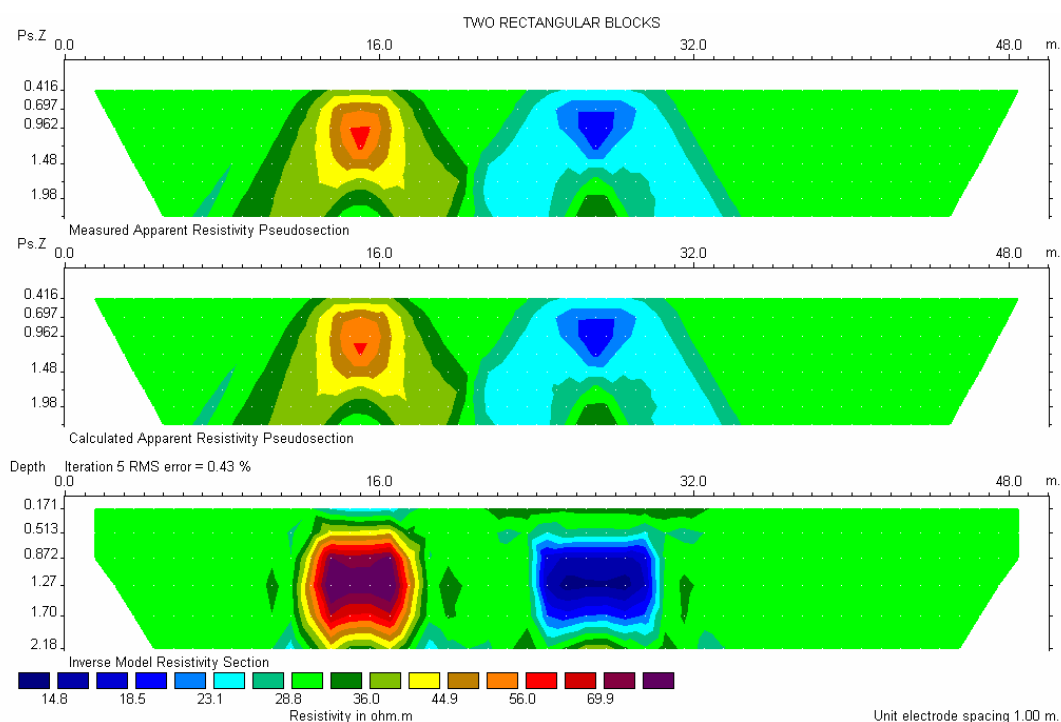 TWO RECTANGULAR BLOCKS
Ps.Z 0.0 16.0 32.0 48.0 m.
0.416
0.697
0.962
1.48
1.98
Measured Apparent Resistivity Pseudosection
Ps.Z 0.0 16.0 32.0 48.0 m.
0.416
0.697
0.962
1.48
1.98
Calculated Apparent Resistivity Pseudosection
Depth Iteration 5 RMS error = 0.43 %
0.0 16.0 32.0 48.0 m.
0.171
0.513
0.872
1.27
1.70
2.18
Inverse Model Resistivity Section
14.8 18.5 23.1 28.8 36.0 44.9 56.0 69.9
Resistivity in ohm.m Unit electrode spacing 1.00 m.